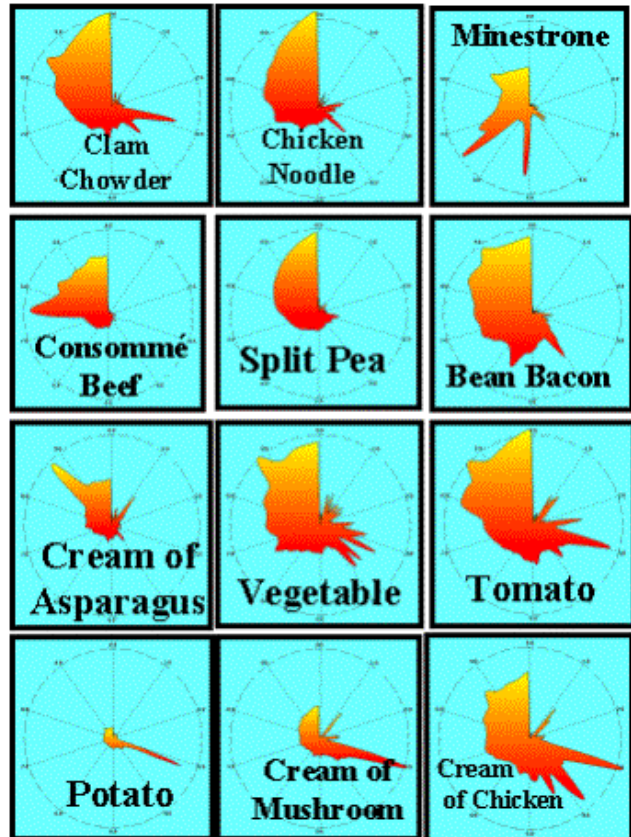 Clam
Chowder
Chicken
Noodle
Minestrone
Consommé
Beef
Split Pea
Bean Bacon
Cream of
Asparagus
Vegetable
Tomato
Potato
Cream of
Mushroom
Cream
of Chicken